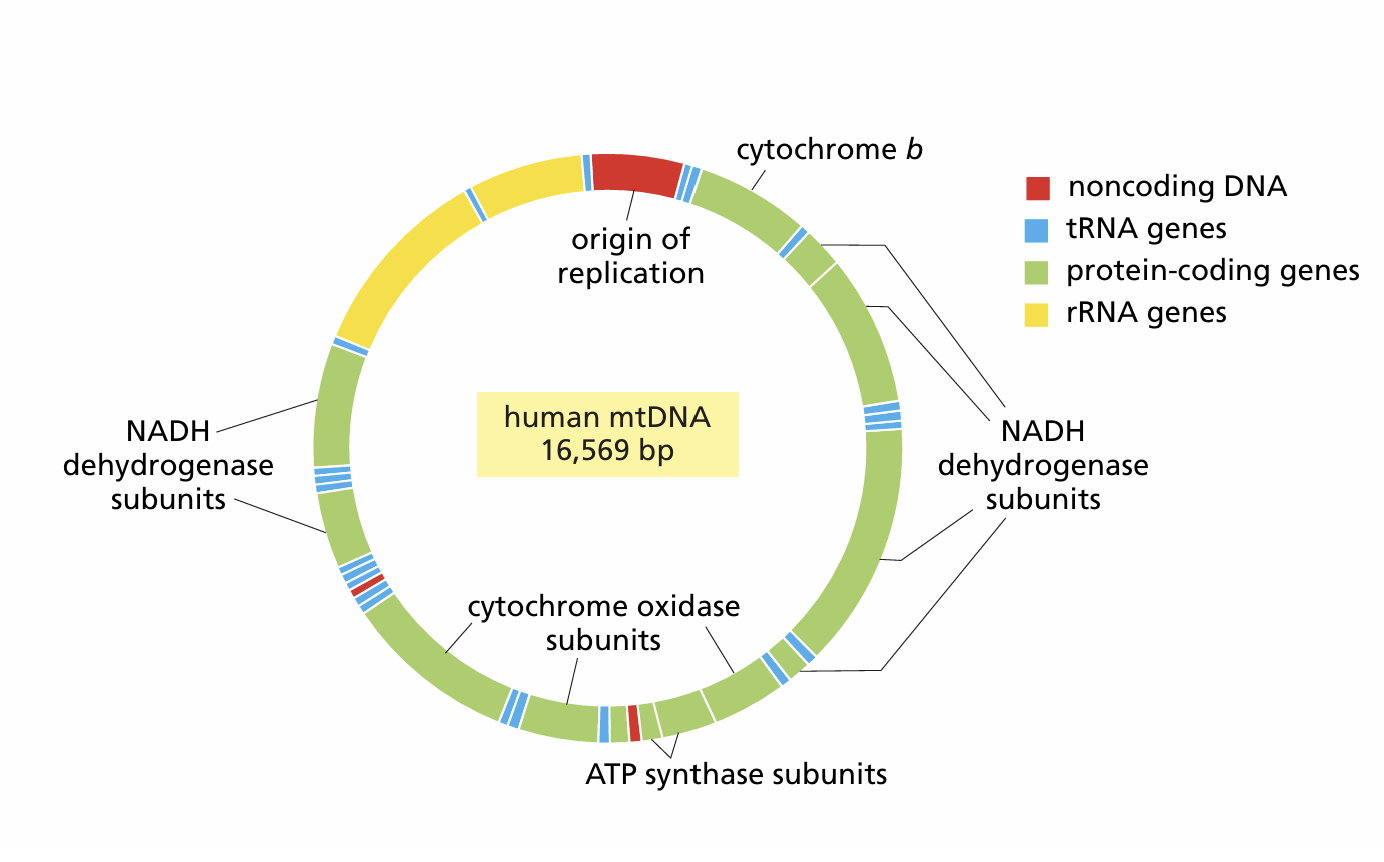 cytochrome b
noncoding DNA
tRNA genes
protein-coding genes
rRNA genes
origin of
replication
human mtDNA
16,569 bp
NADH
dehydrogenase
subunits
NADH
dehydrogenase
subunits
cytochrome oxidase
subunits
ATP synthase subunits